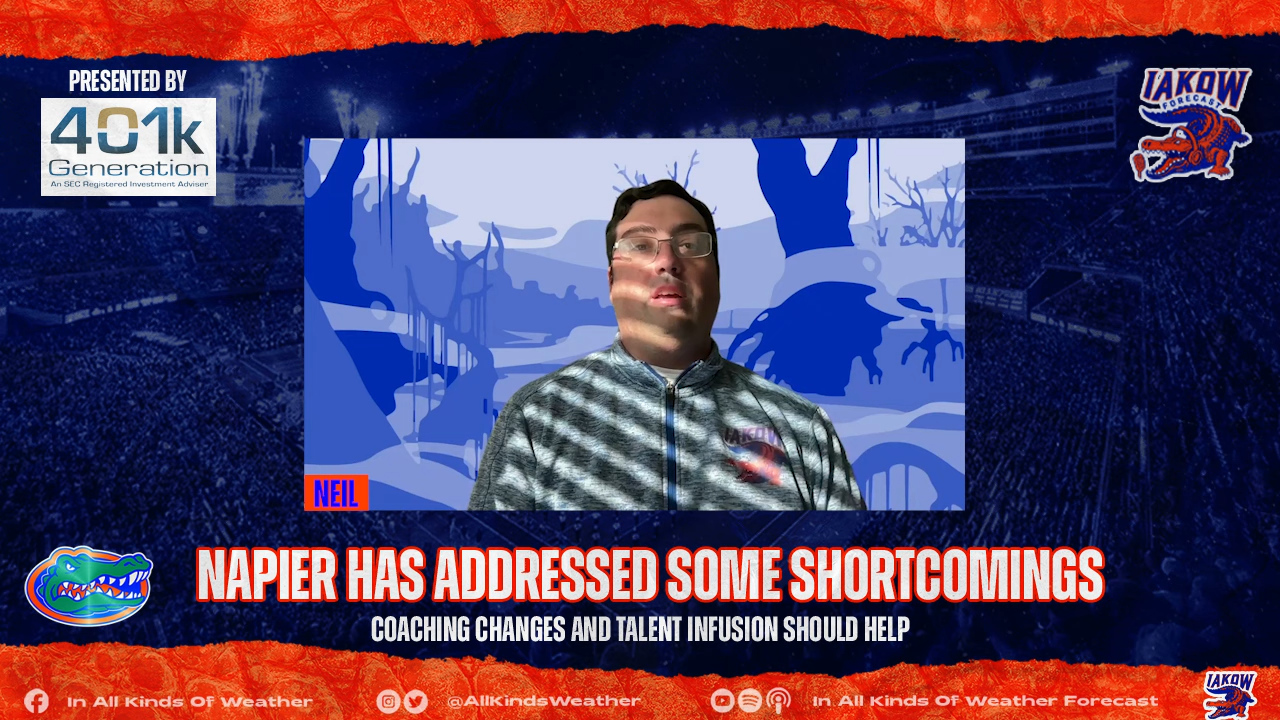 PRESENTED BY
401k
Generation
An SEC Registered Investment Adviser
IAKOW
FORECAST
IAKOW
NEIL
NAPIER HAS ADDRESSED SOME SHORTCOMINGS
COACHING CHANGES AND TALENT INFUSION SHOULD HELP
In All Kinds Of Weather
@AllKindsWeather
In All Kinds Of Weather Forecast
IAKOW